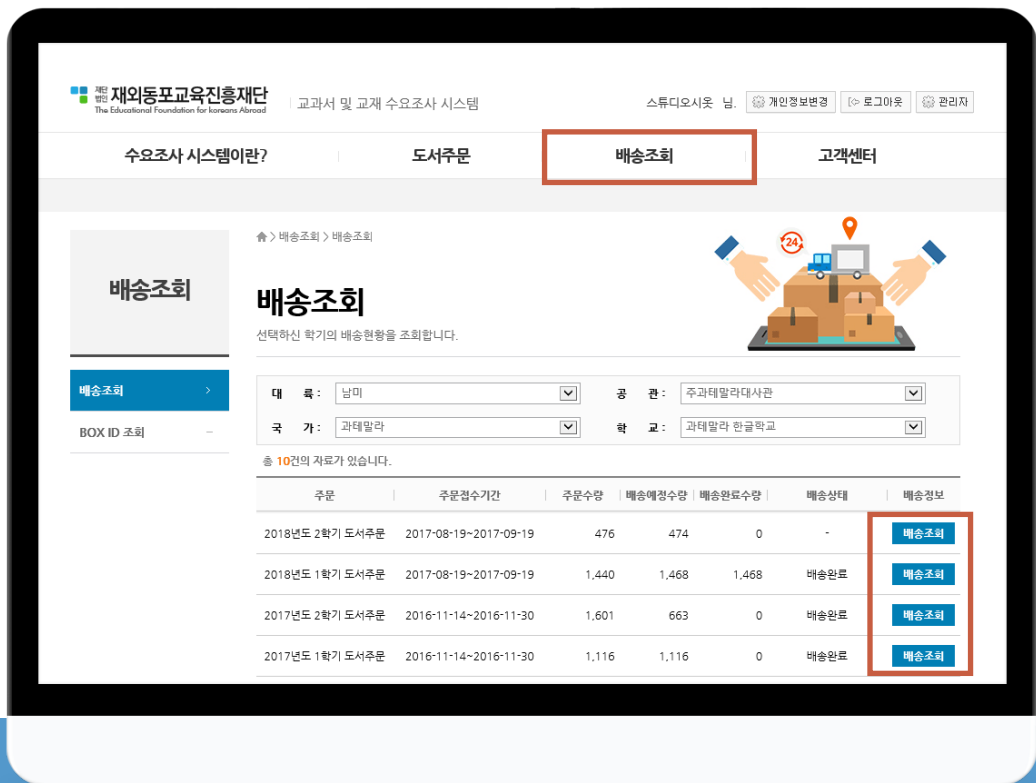 재단법인 재외동포교육진흥재단
The Educational Foundation for koreans Abroad
교과서 및 교재 수요조사 시스템
스튜디오시옷 님. 개인정보변경 로그아웃 관리자
수요조사 시스템이란? 도서주문 배송조회 고객센터
> 배송조회 > 배송조회
24
배송조회
배송조회
선택하신 학기의 배송현황을 조회합니다.
배송조회 >
BOX ID 조회 –
대 륙 : 남미 공 관 : 주과테말라대사관
국 가 : 과테말라 학 교 : 과테말라 한글학교
총 10건의 자료가 있습니다.
주문 주문접수기간 주문수량 배송예정수량 배송완료수량 배송상태 배송정보
2018년도 2학기 도서주문 2017-08-19~2017-09-19 476 474 0 - 배송조회
2018년도 1학기 도서주문 2017-08-19~2017-09-19 1,440 1,468 1,468 배송완료 배송조회
2017년도 2학기 도서주문 2016-11-14~2016-11-30 1,601 663 0 배송완료 배송조회
2017년도 1학기 도서주문 2016-11-14~2016-11-30 1,116 1,116 0 배송완료 배송조회